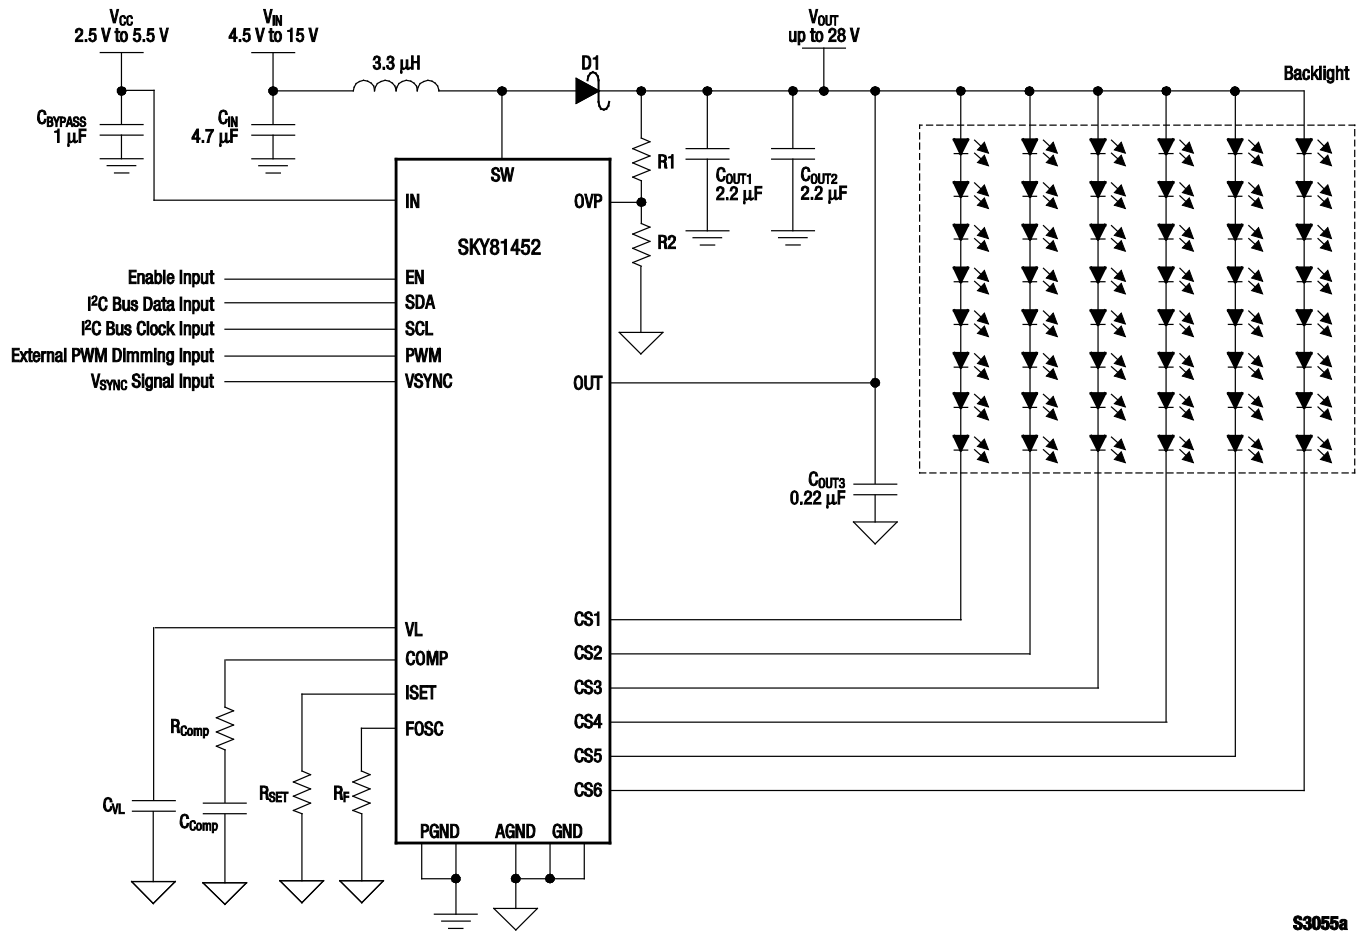 VCC
2.5 V to 5.5 V
VIN
4.5 V to 15 V
VOUT
up to 28 V
3.3 μH
D1
Backlight
CBYPASS
1 μF
CIN
4.7 μF
SW
R1
COUT1
2.2 μF
COUT2
2.2 μF
IN
OVP
SKY81452
R2
Enable Input
EN
I²C Bus Data Input
SDA
I²C Bus Clock Input
SCL
External PWM Dimming Input
PWM
VSYNC Signal Input
VSYNC
OUT
COUT3
0.22 μF
CS1
VL
CS2
COMP
CS3
ISET
CS4
FOSC
RComp
CS5
CS6
RSET
RF
CVL
CComp
PGND
AGND
GND
S3055a